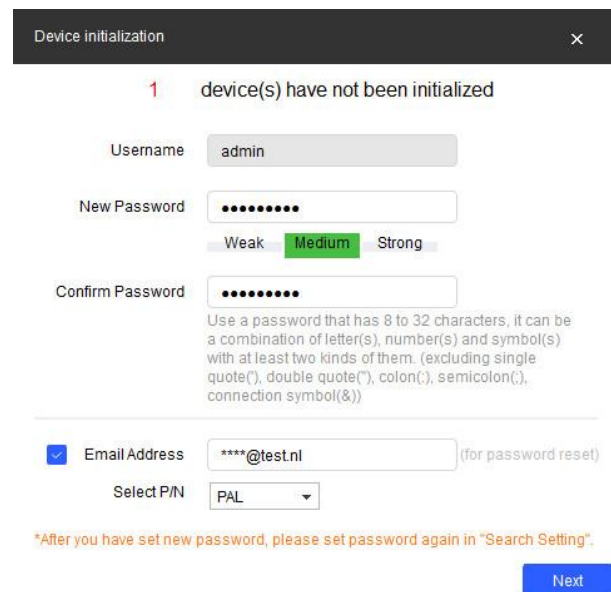 Device initialization ×
1 device(s) have not been initialized
Username admin
New Password ●●●●●●●●●
Weak Medium Strong
Confirm Password ●●●●●●●●●
Use a password that has 8 to 32 characters, it can be
a combination of letter(s), number(s) and symbol(s)
with at least two kinds of them. (excluding single
quote('), double quote("), colon(:), semicolon(;),
connection symbol(&))
Email Address ****@test.nl (for password reset)
Select P/N PAL
*After you have set new password, please set password again in "Search Setting".
Next